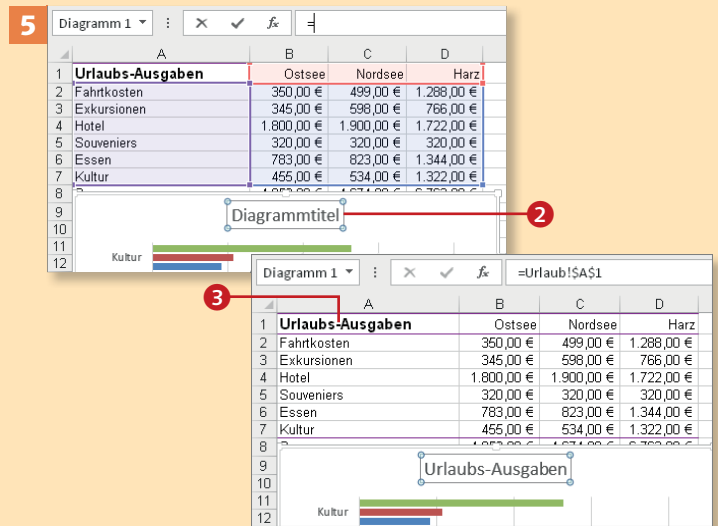 5
Diagramm 1 fx =
A B C D
1 Urlaubs-Ausgaben Ostsee Nordsee Harz
2 Fahrtkosten 350,00 € 499,00 € 1.288,00 €
3 Exkursionen 345,00 € 598,00 € 766,00 €
4 Hotel 1.800,00 € 1.900,00 € 1.722,00 €
5 Souveniers 320,00 € 320,00 € 320,00 €
6 Essen 783,00 € 823,00 € 1.344,00 €
7 Kultur 455,00 € 534,00 € 1.322,00 €
8
9 Diagrammtitel 2
10
11
12 Kultur
Diagramm 1 fx =Urlaub!$A$1
3
A B C D
1 Urlaubs-Ausgaben Ostsee Nordsee Harz
2 Fahrtkosten 350,00 € 499,00 € 1.288,00 €
3 Exkursionen 345,00 € 598,00 € 766,00 €
4 Hotel 1.800,00 € 1.900,00 € 1.722,00 €
5 Souveniers 320,00 € 320,00 € 320,00 €
6 Essen 783,00 € 823,00 € 1.344,00 €
7 Kultur 455,00 € 534,00 € 1.322,00 €
8
9 Urlaubs-Ausgaben
10
11
12 Kultur